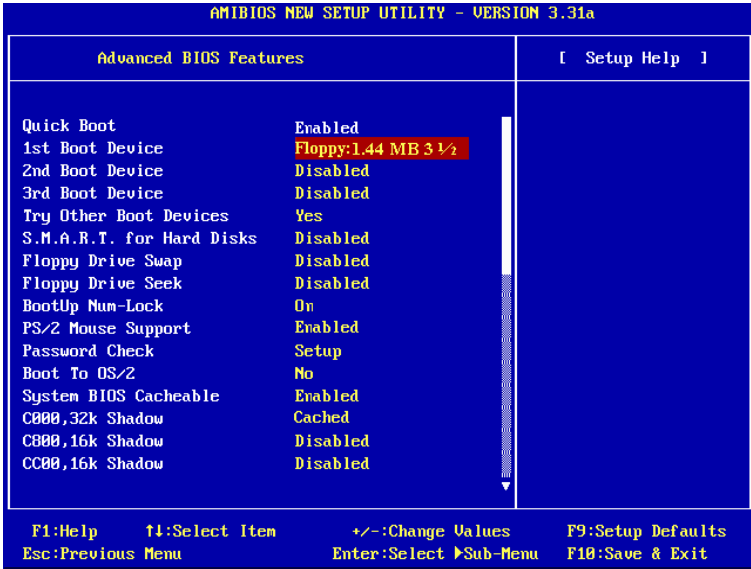 AMIBIOS NEW SETUP UTILITY - VERSION 3.31a
Advanced BIOS Features [ Setup Help ]
Quick Boot Enabled
1st Boot Device Floppy:1.44 MB 3 ½
2nd Boot Device Disabled
3rd Boot Device Disabled
Try Other Boot Devices Yes
S.M.A.R.T. for Hard Disks Disabled
Floppy Drive Swap Disabled
Floppy Drive Seek Disabled
BootUp Num-Lock On
PS/2 Mouse Support Enabled
Password Check Setup
Boot To OS/2 No
System BIOS Cacheable Enabled
C000,32k Shadow Cached
C800,16k Shadow Disabled
CC00,16k Shadow Disabled
F1:Help ↑↓:Select Item +/-:Change Values F9:Setup Defaults
Esc:Previous Menu Enter:Select ▶Sub-Menu F10:Save & Exit